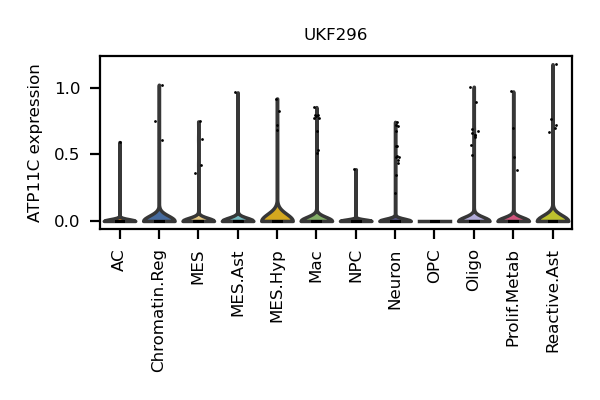 UKF296
ATP11C expression
1.0
0.5
0.0
AC
Chromatin.Reg
MES
MES.Ast
MES.Hyp
Mac
NPC
Neuron
OPC
Oligo
Prolif.Metab
Reactive.Ast